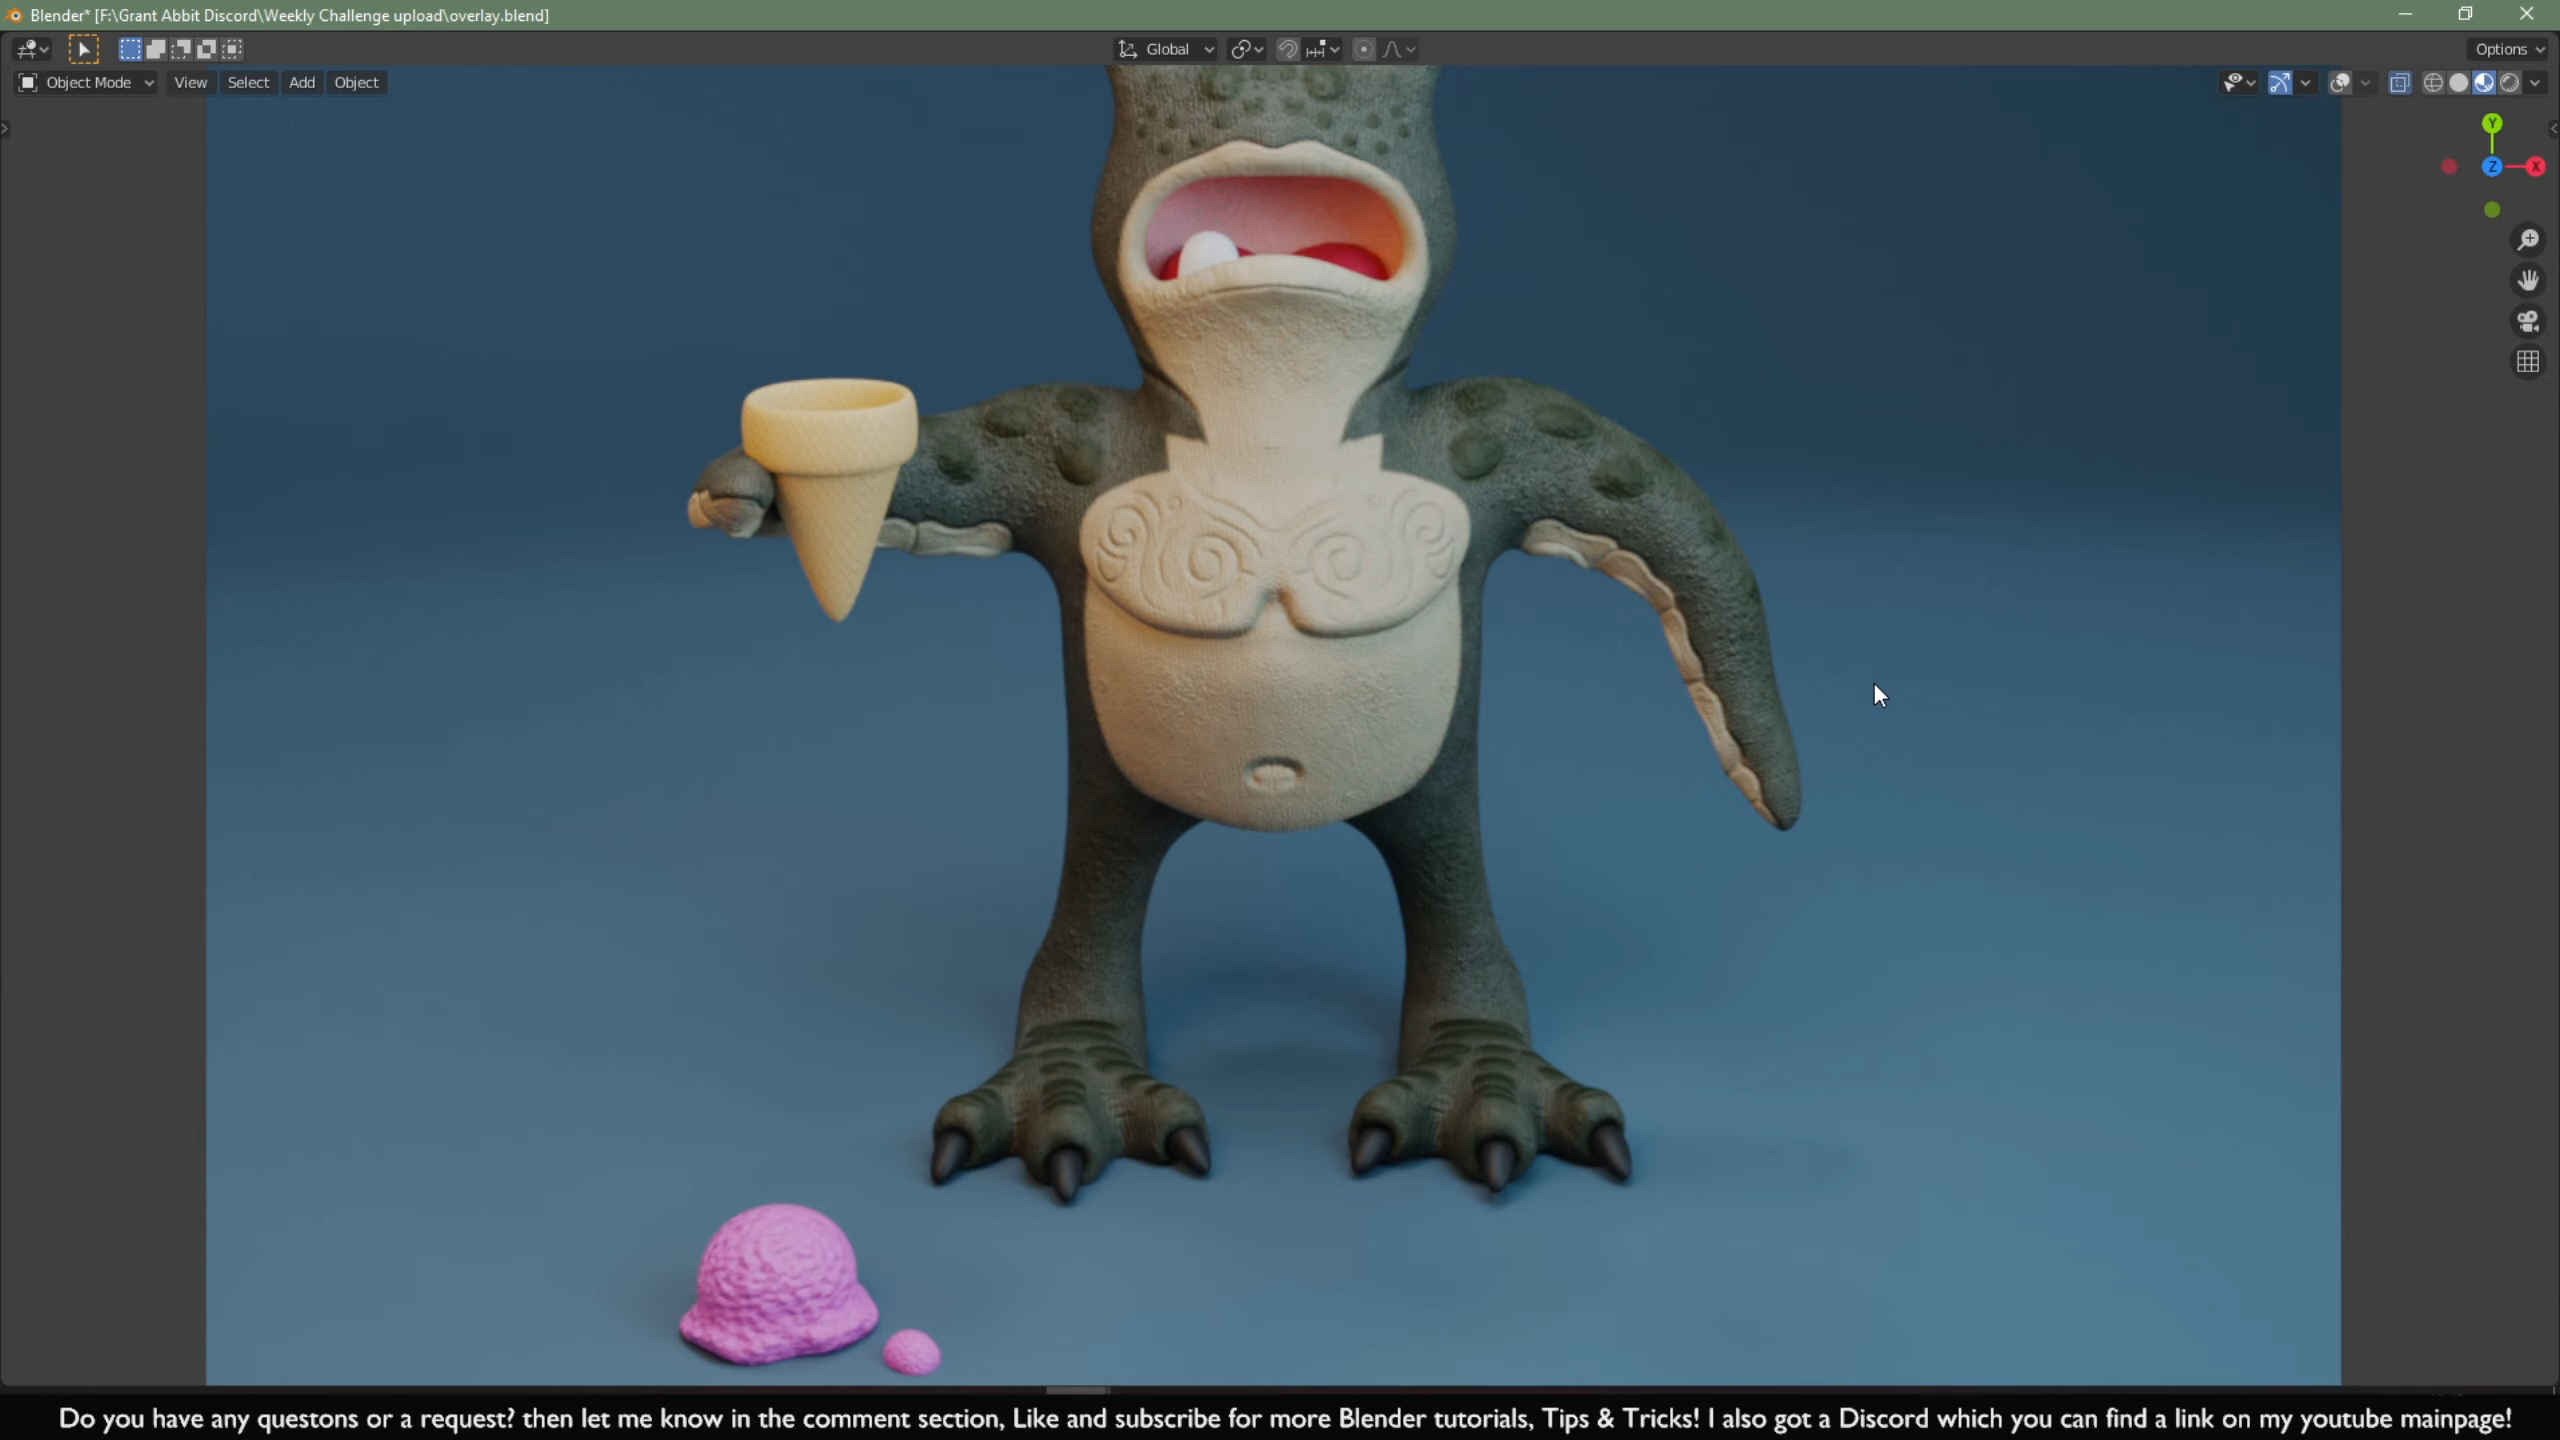 Blender* [F:\Grant Abbit Discord\Weekly Challenge upload\overlay.blend]
Global
Options
Object Mode View Select Add Object
Y
Z X
Do you have any questons or a request? then let me know in the comment section, Like and subscribe for more Blender tutorials, Tips & Tricks! I also got a Discord which you can find a link on my youtube mainpage!